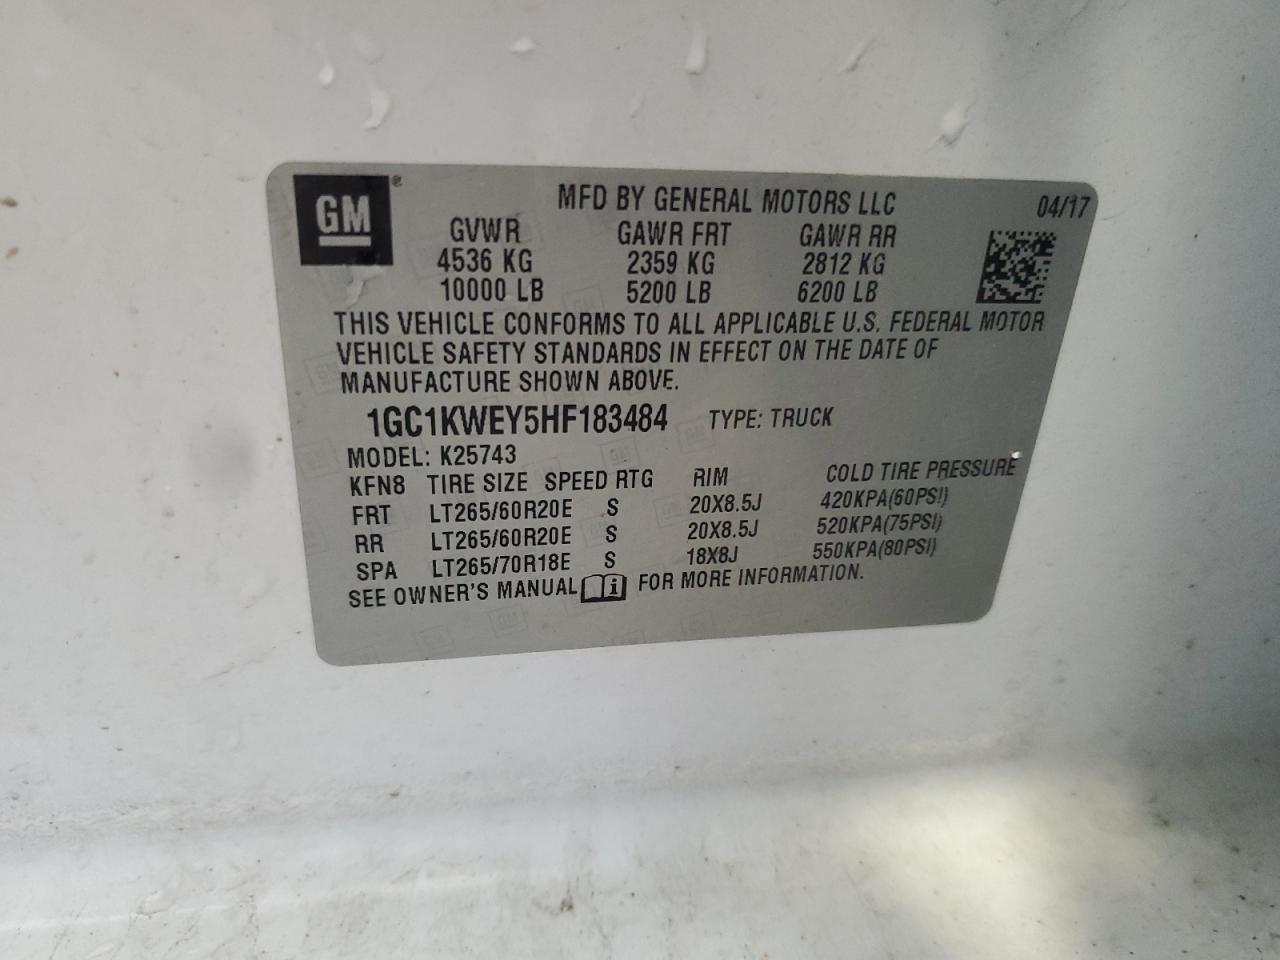 GM®
MFD BY GENERAL MOTORS LLC 04/17
GVWR GAWR FRT GAWR RR
4536 KG 2359 KG 2812 KG
10000 LB 5200 LB 6200 LB
THIS VEHICLE CONFORMS TO ALL APPLICABLE U.S. FEDERAL MOTOR
VEHICLE SAFETY STANDARDS IN EFFECT ON THE DATE OF
MANUFACTURE SHOWN ABOVE.
1GC1KWEY5HF183484 TYPE: TRUCK
MODEL: K25743
KFN8 TIRE SIZE SPEED RTG RIM COLD TIRE PRESSURE
FRT LT265/60R20E S 20X8.5J 420KPA(60PSI)
RR LT265/60R20E S 20X8.5J 520KPA(75PSI)
SPA LT265/70R18E S 18X8J 550KPA(80PSI)
SEE OWNER'S MANUAL i FOR MORE INFORMATION.